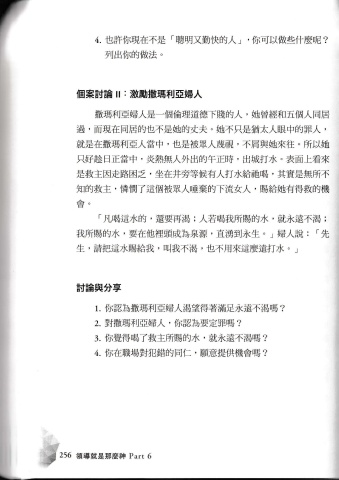 4. 也許你現在不是「聰明又勤快的人」，你可以做些什麼呢？
列出你的做法。
個案討論 II：激勵撒瑪利亞婦人
撒瑪利亞婦人是一個倫理道德下賤的人，她曾經和五個人同居
過，而現在同居的也不是她的丈夫。她不只是猶太人眼中的罪人，
就是在撒瑪利亞人當中，也是被眾人蔑視，不屑與她來往。所以她
只好趁日正當中，炎熱無人外出的午正時，出城打水。表面上看來
是救主因走路困乏，坐在井旁等候有人打水給祂喝，其實是無所不
知的救主，憐憫了這個被眾人唾棄的下流女人，賜給她有得救的機
會。
「凡喝這水的，還要再渴；人若喝我所賜的水，就永遠不渴；
我所賜的水，要在他裡頭成為泉源，直湧到永生。」婦人說：「先
生，請把這水賜給我，叫我不渴，也不用來這麼遠打水。」
討論與分享
1. 你認為撒瑪利亞婦人渴望得著滿足永遠不渴嗎？
2. 對撒瑪利亞婦人，你認為要定罪嗎？
3. 你覺得喝了救主所賜的水，就永遠不渴嗎？
4. 你在職場對犯錯的同仁，願意提供機會嗎？
256 領導就是那麼神 Part 6